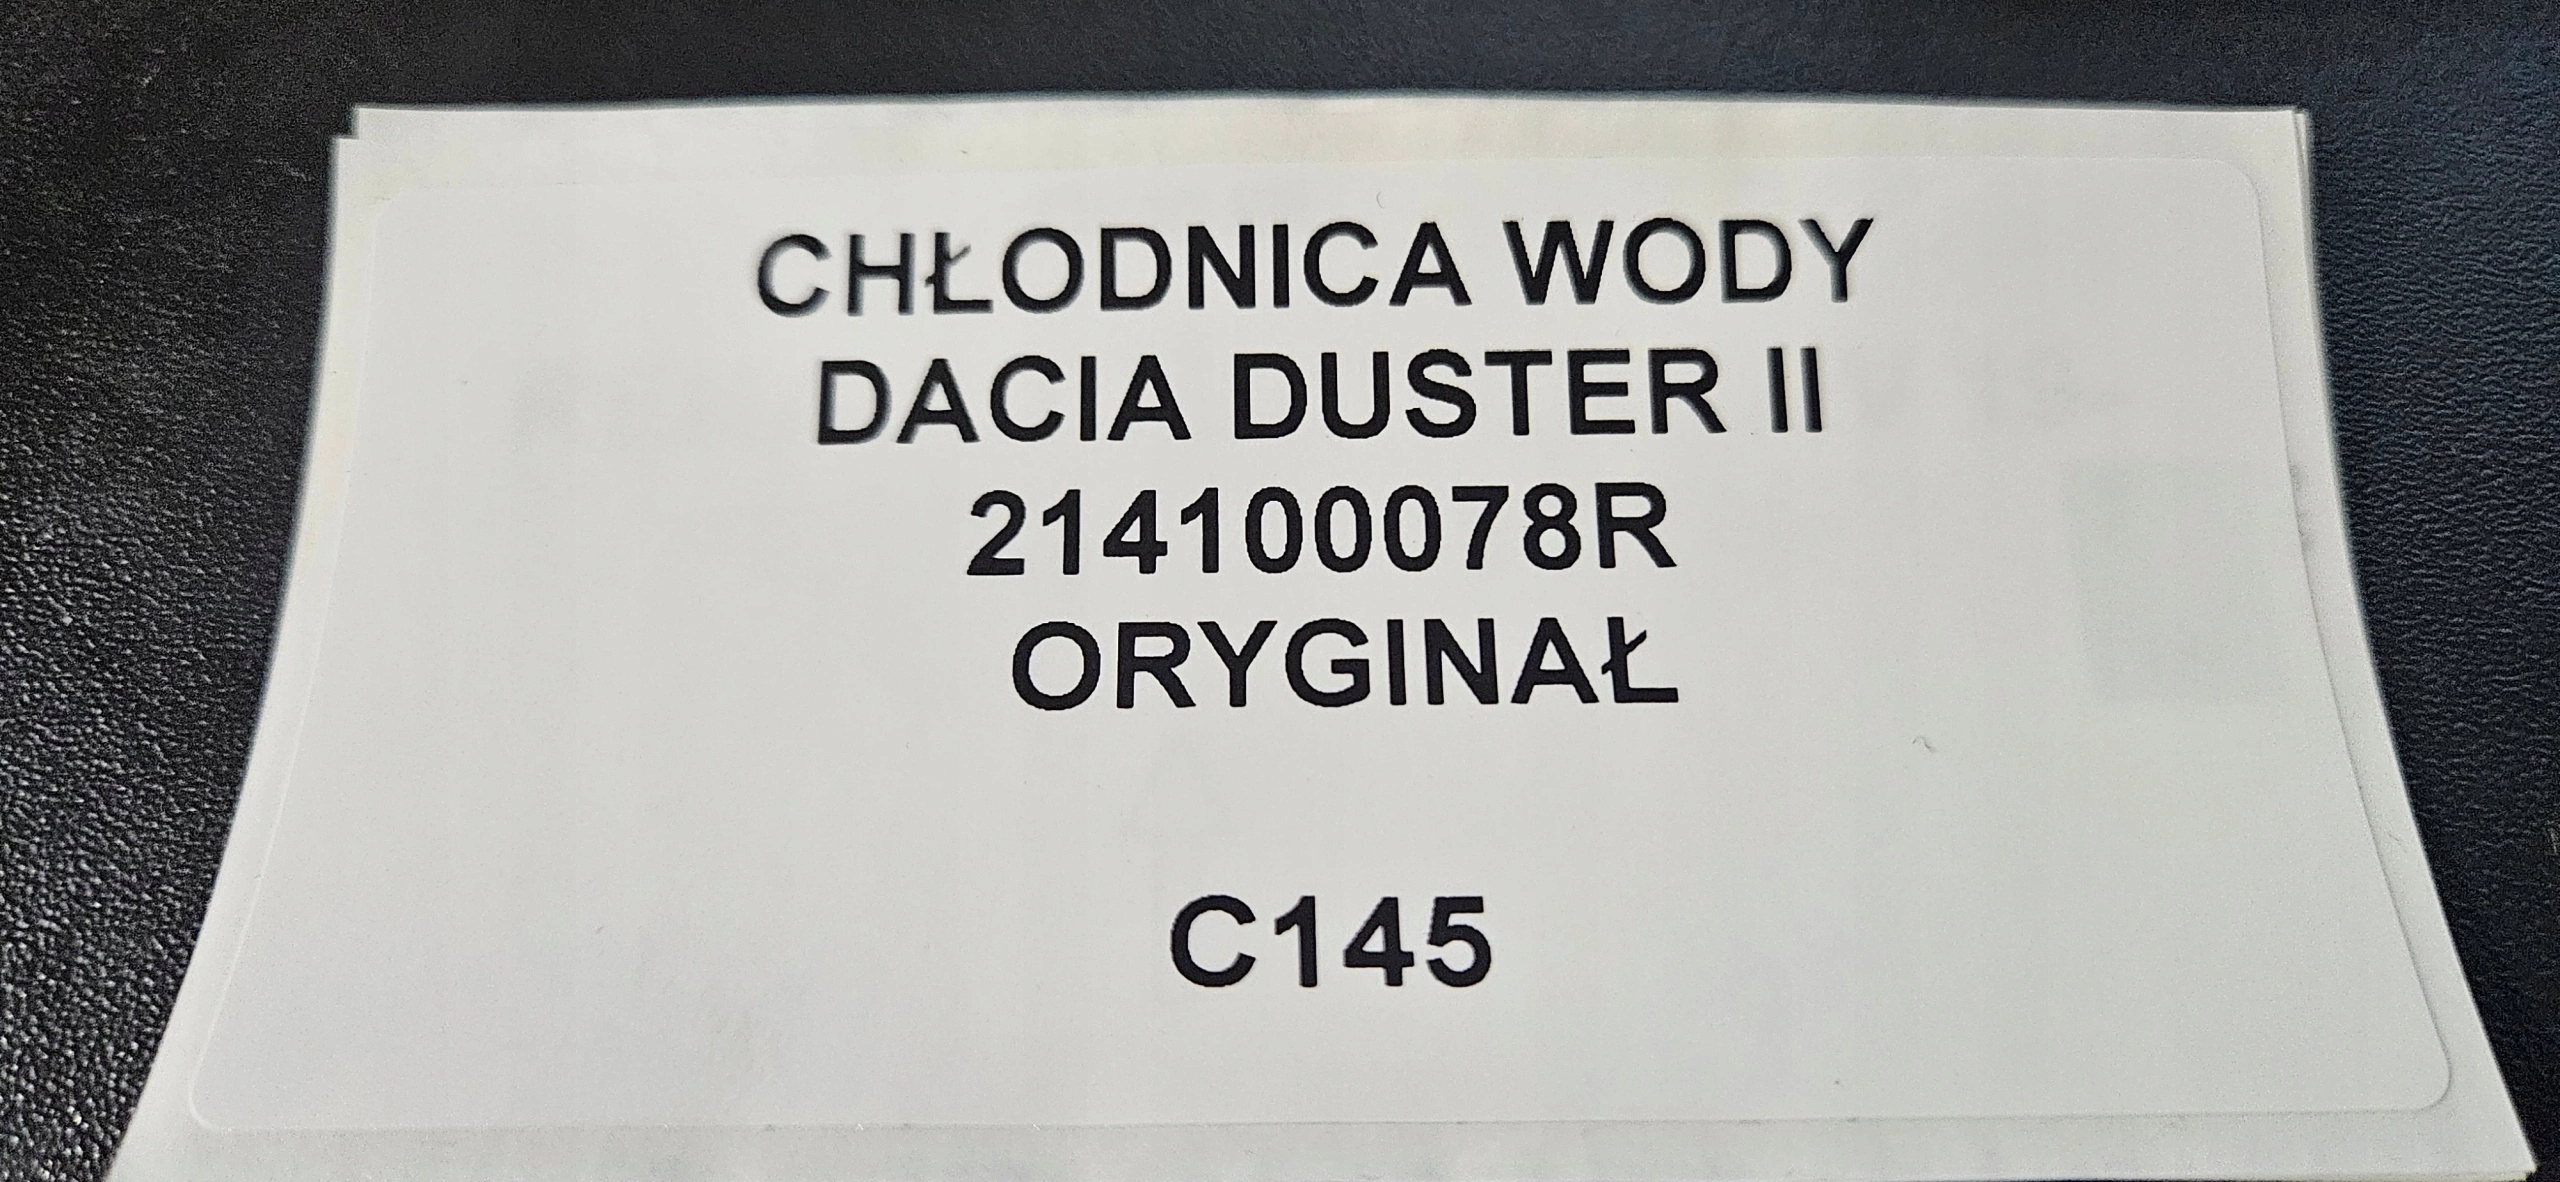 CHŁODNICA WODY
DACIA DUSTER II
214100078R
ORYGINAŁ
C145